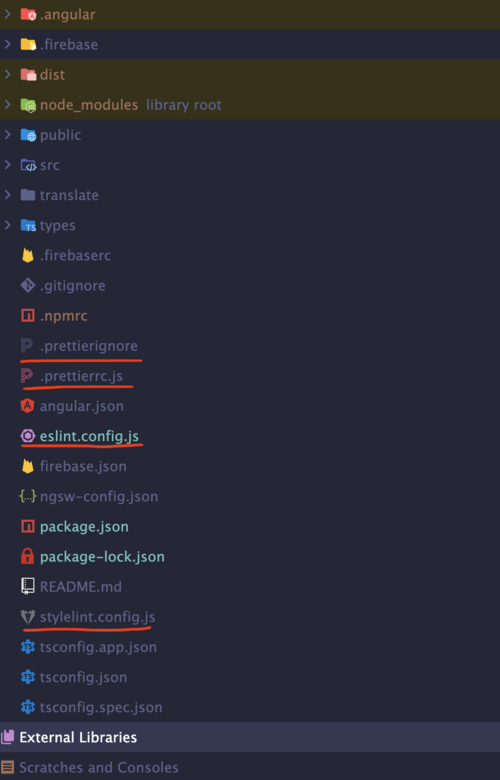 .angular
.firebase
dist
node_modules library root
public
src
translate
types
.firebaserc
.gitignore
.npmrc
.prettierignore
.prettierrc.js
angular.json
eslint.config.js
firebase.json
ngsw-config.json
package.json
package-lock.json
README.md
stylelint.config.js
tsconfig.app.json
tsconfig.json
tsconfig.spec.json
External Libraries
Scratches and Consoles